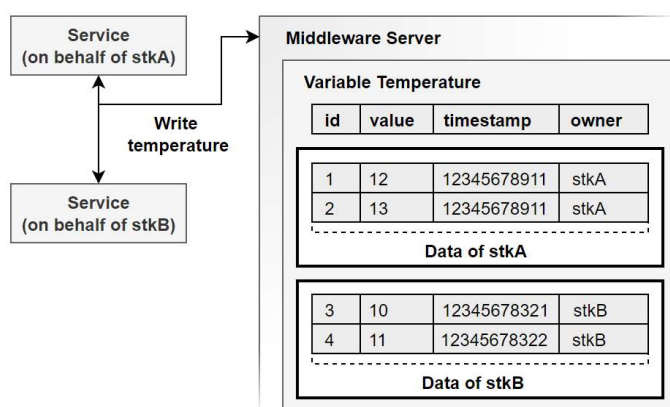 Service
(on behalf of stkA)
Write
temperature
Service
(on behalf of stkB)
Middleware Server
Variable Temperature
id value timestamp owner
1 12 12345678911 stkA
2 13 12345678911 stkA
Data of stkA
3 10 12345678321 stkB
4 11 12345678322 stkB
Data of stkB